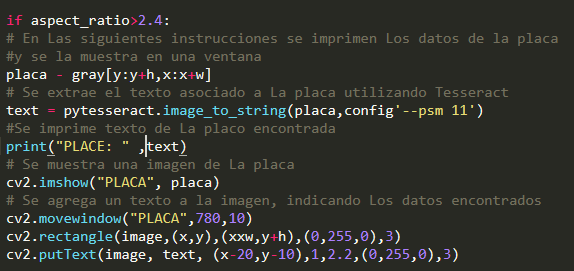 if aspect_ratio>2.4:
# En Las siguientes instrucciones se imprimen Los datos de la placa
#y se la muestra en una ventana
placa - gray[y:y+h,x:x+w]
# Se extrae el texto asociado a La placa utilizando Tesseract
text = pytesseract.image_to_string(placa,config'--psm 11')
#Se imprime texto de La placo encontrada
print("PLACE: " ,text)
# Se muestra una imagen de La placa
cv2.imshow("PLACA", placa)
# Se agrega un texto a la imagen, indicando Los datos encontrados
cv2.movewindow("PLACA",780,10)
cv2.rectangle(image,(x,y),(xxw,y+h),(0,255,0),3)
cv2.putText(image, text, (x-20,y-10),1,2.2,(0,255,0),3)